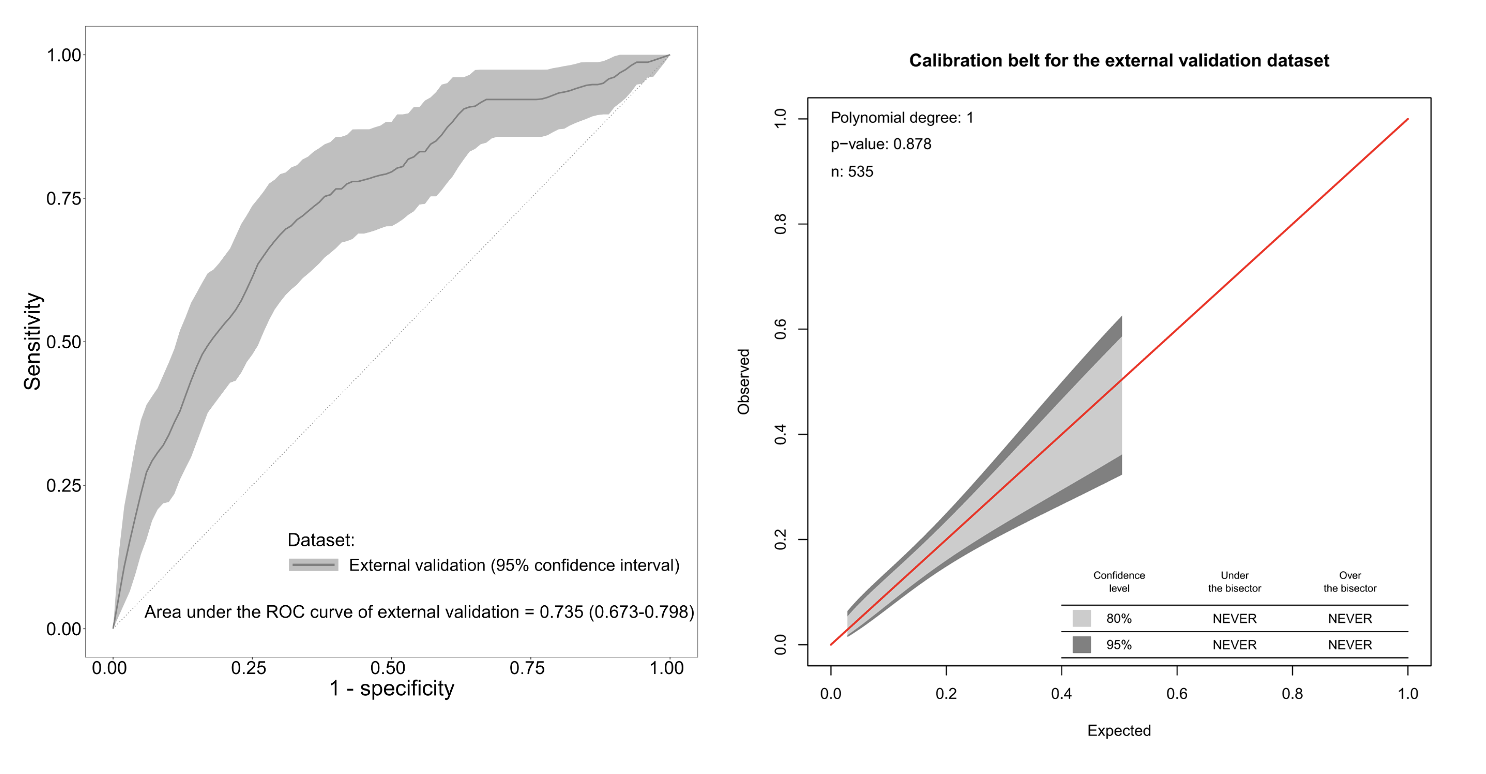 1.00
0.75
0.50
0.25
0.00
Sensitivity
Dataset:
External validation (95% confidence interval)
Area under the ROC curve of external validation = 0.735 (0.673-0.798)
0.00 0.25 0.50 0.75 1.00
1 - specificity
Calibration belt for the external validation dataset
Polynomial degree: 1
p−value: 0.878
n: 535
1.0
0.8
0.6
0.4
0.2
0.0
Observed
Confidence level Under the bisector Over the bisector
80% NEVER NEVER
95% NEVER NEVER
0.0 0.2 0.4 0.6 0.8 1.0
Expected